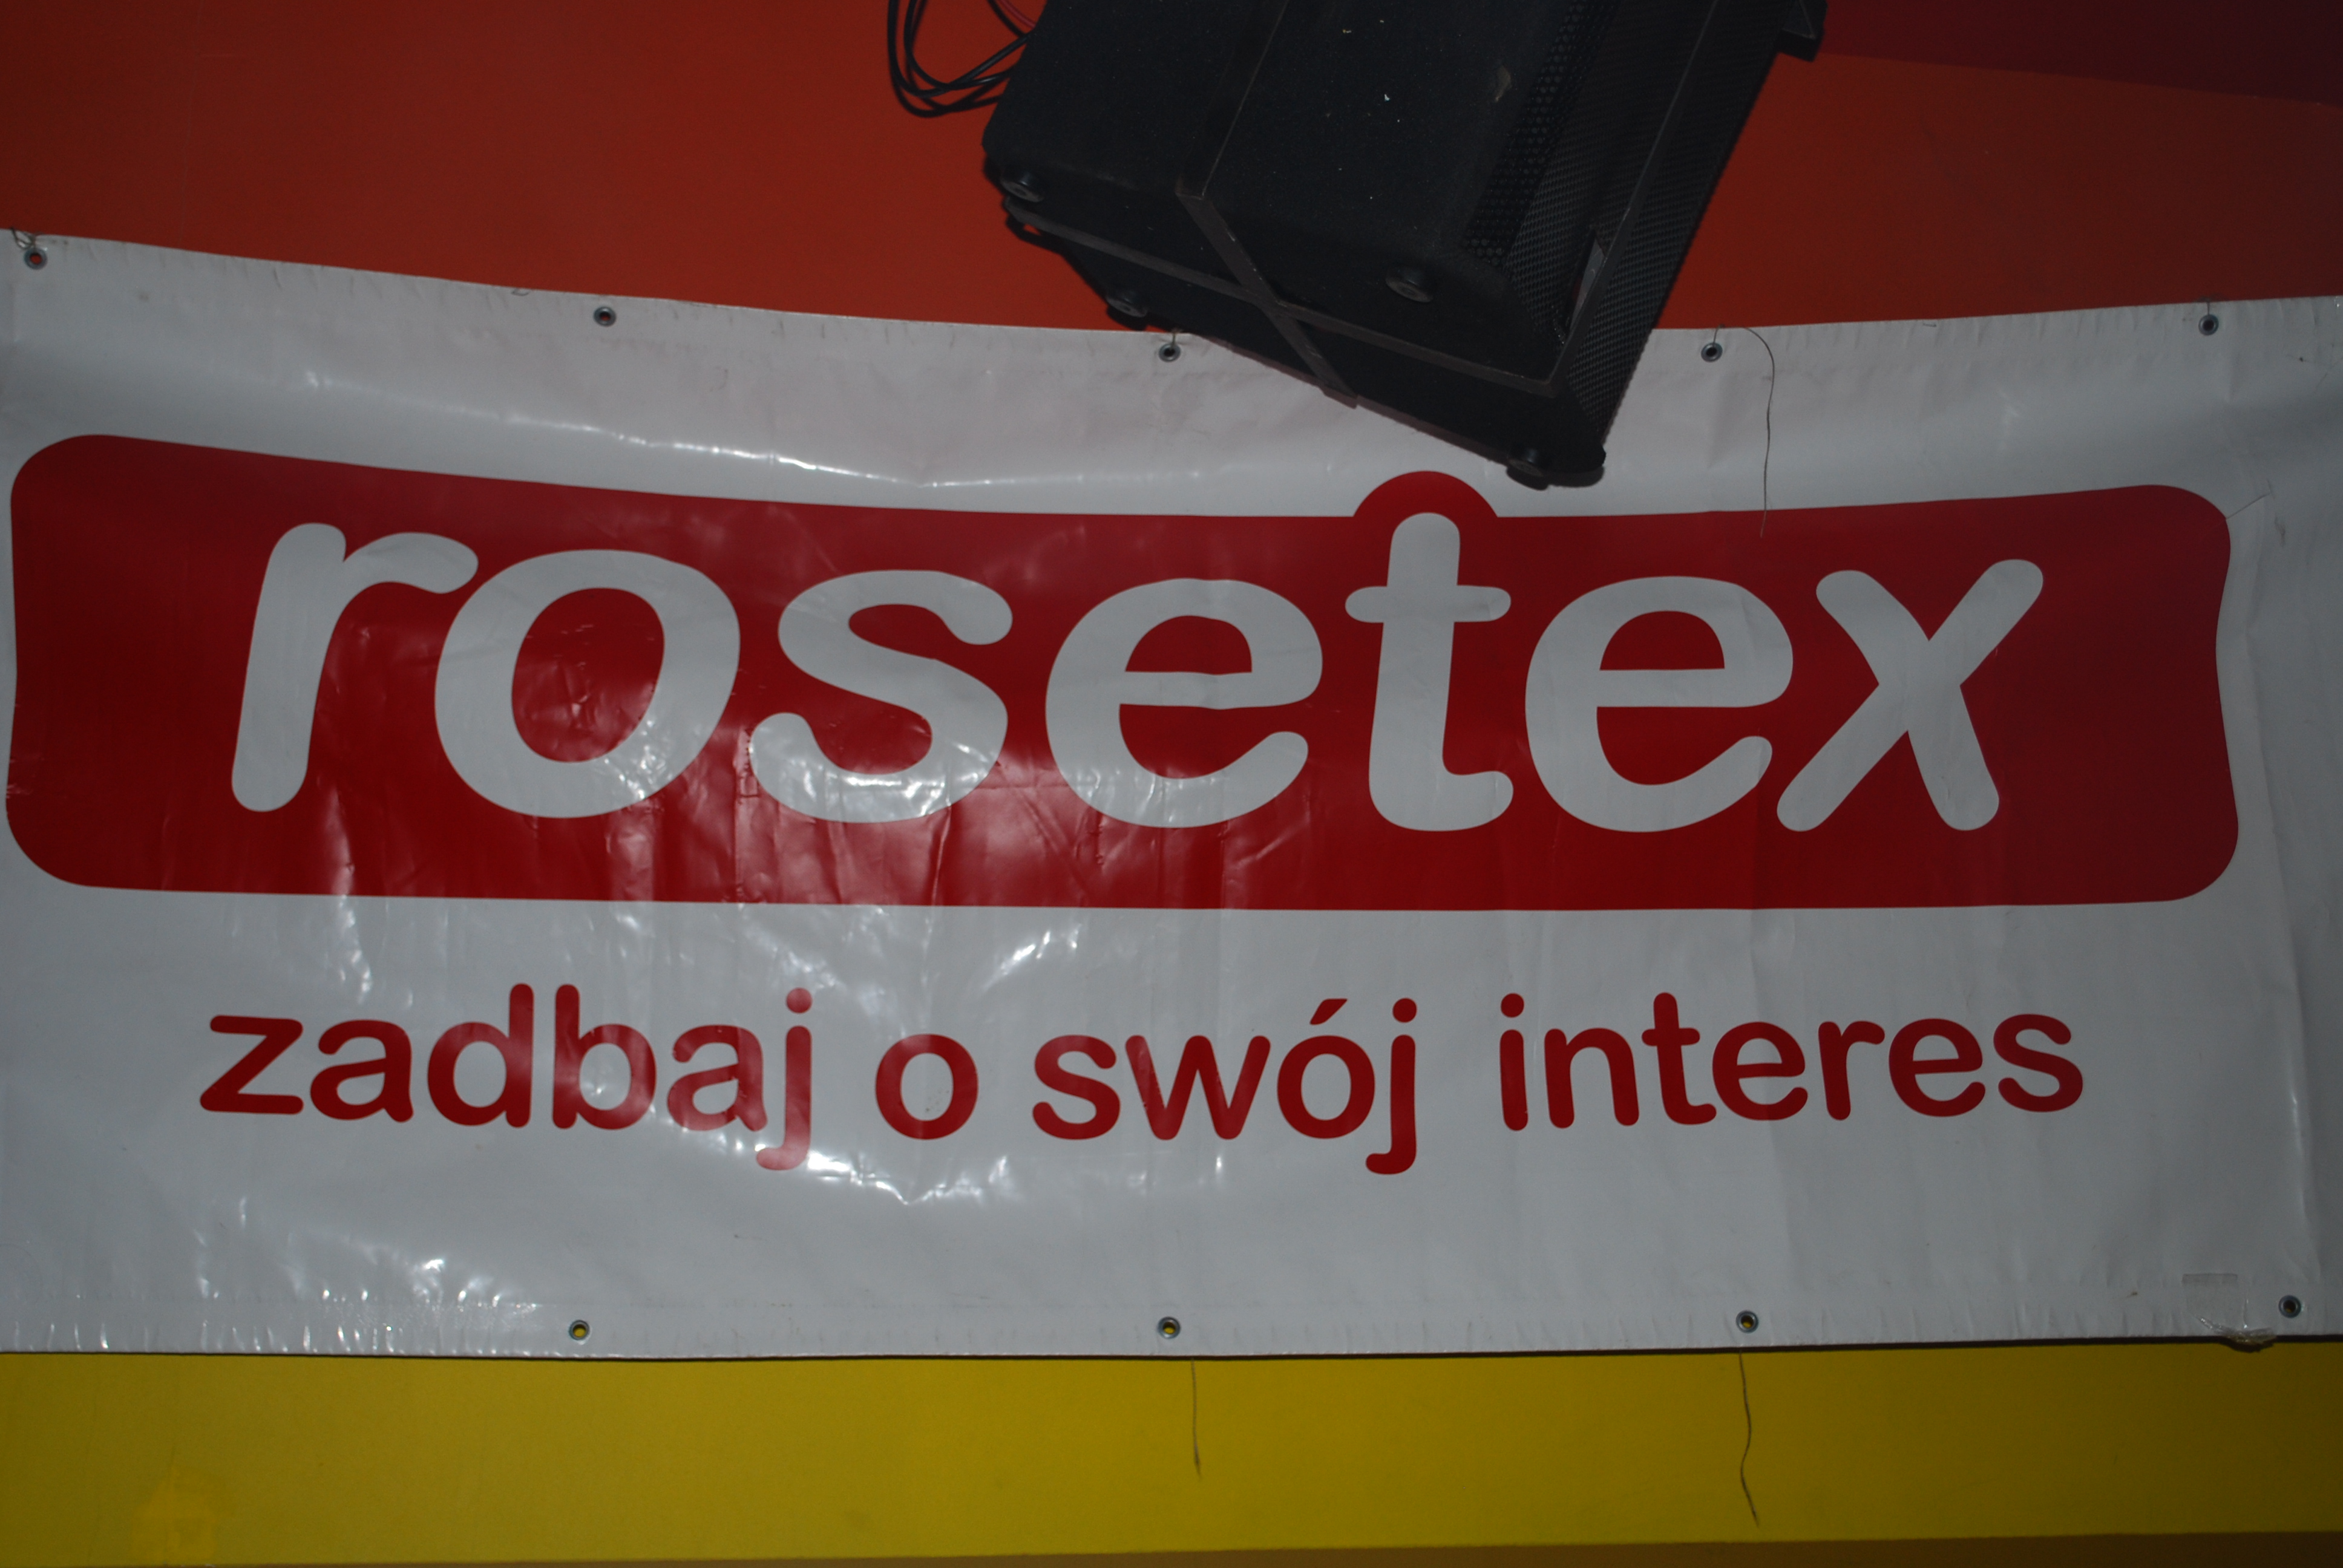 rosetex
zadbaj o swój interes